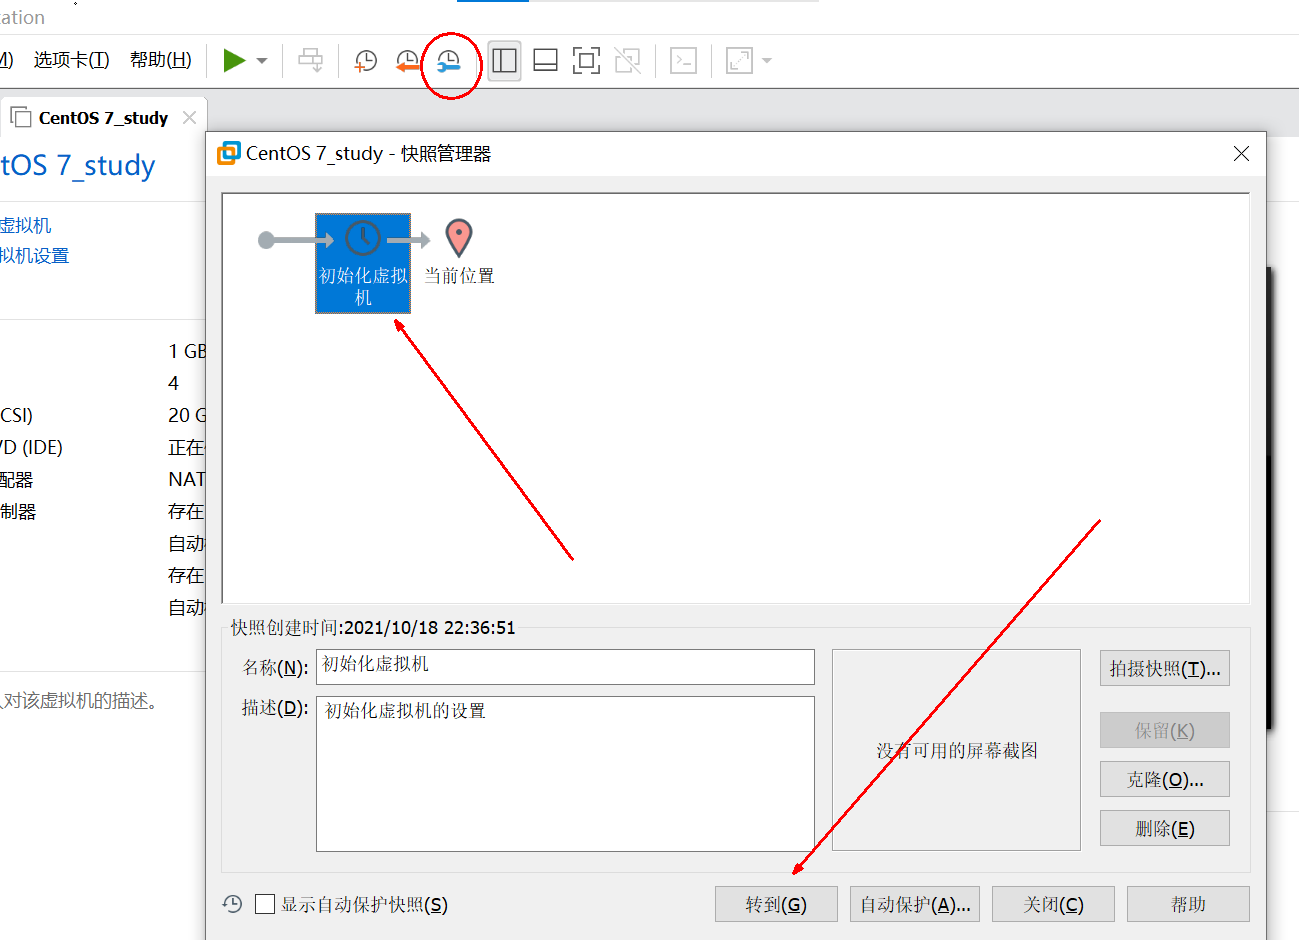 ation
M) 选项卡(T) 帮助(H)
CentOS 7_study
tOS 7_study
虚拟机
拟机设置
1 GB
4
CSI) 20 G
VD (IDE) 正在
配器 NAT
制器 存在
自动
存在
自动
对该虚拟机的描述。
CentOS 7_study - 快照管理器
初始化虚拟
机
当前位置
快照创建时间:2021/10/18 22:36:51
名称(N): 初始化虚拟机
描述(D): 初始化虚拟机的设置
没有可用的屏幕截图
拍摄快照(T)...
保留(K)
克隆(O)...
删除(E)
显示自动保护快照(S)
转到(G) 自动保护(A)... 关闭(C) 帮助